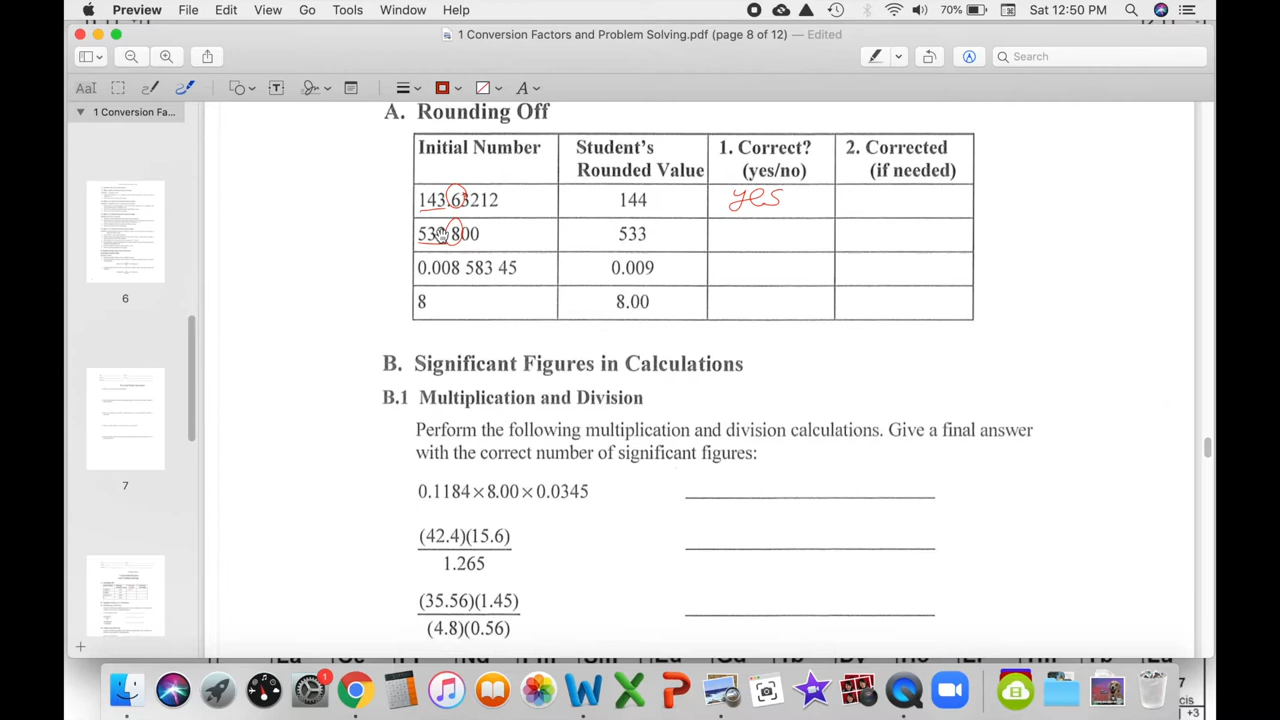 Preview File Edit View Go Tools Window Help 70% Sat 12:50 PM
1 Conversion Factors and Problem Solving.pdf (page 8 of 12) — Edited
Search
AaI A
1 Conversion Fa...
6
7
A. Rounding Off
Initial Number Student's Rounded Value 1. Correct? (yes/no) 2. Corrected (if needed)
143.63212 144 yes
800 533
0.008 583 45 0.009
8 8.00
B. Significant Figures in Calculations
B.1 Multiplication and Division
Perform the following multiplication and division calculations. Give a final answer
with the correct number of significant figures:
0.1184×8.00×0.0345
(42.4)(15.6)
1.265
(35.56)(1.45)
(4.8)(0.56)
1
7
cis
+3